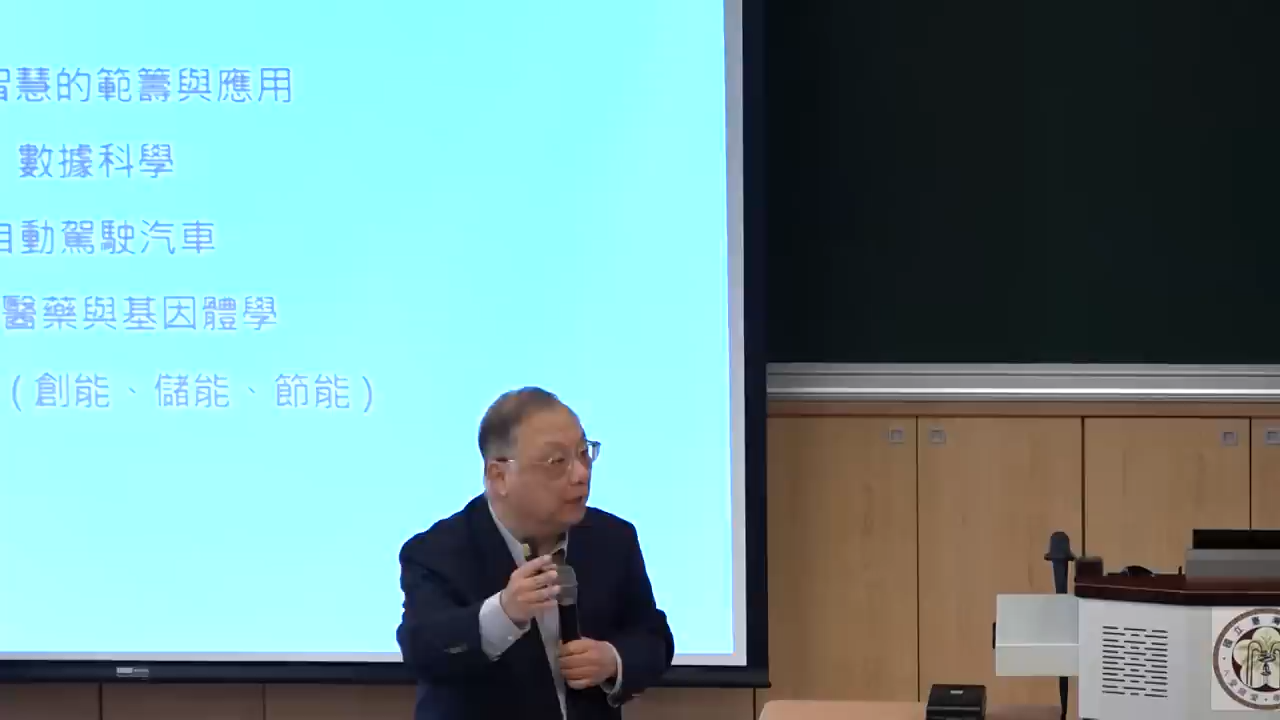 慧的範籌與應用
數據科學
自動駕駛汽車
醫藥與基因體學
(創能、儲能、節能)